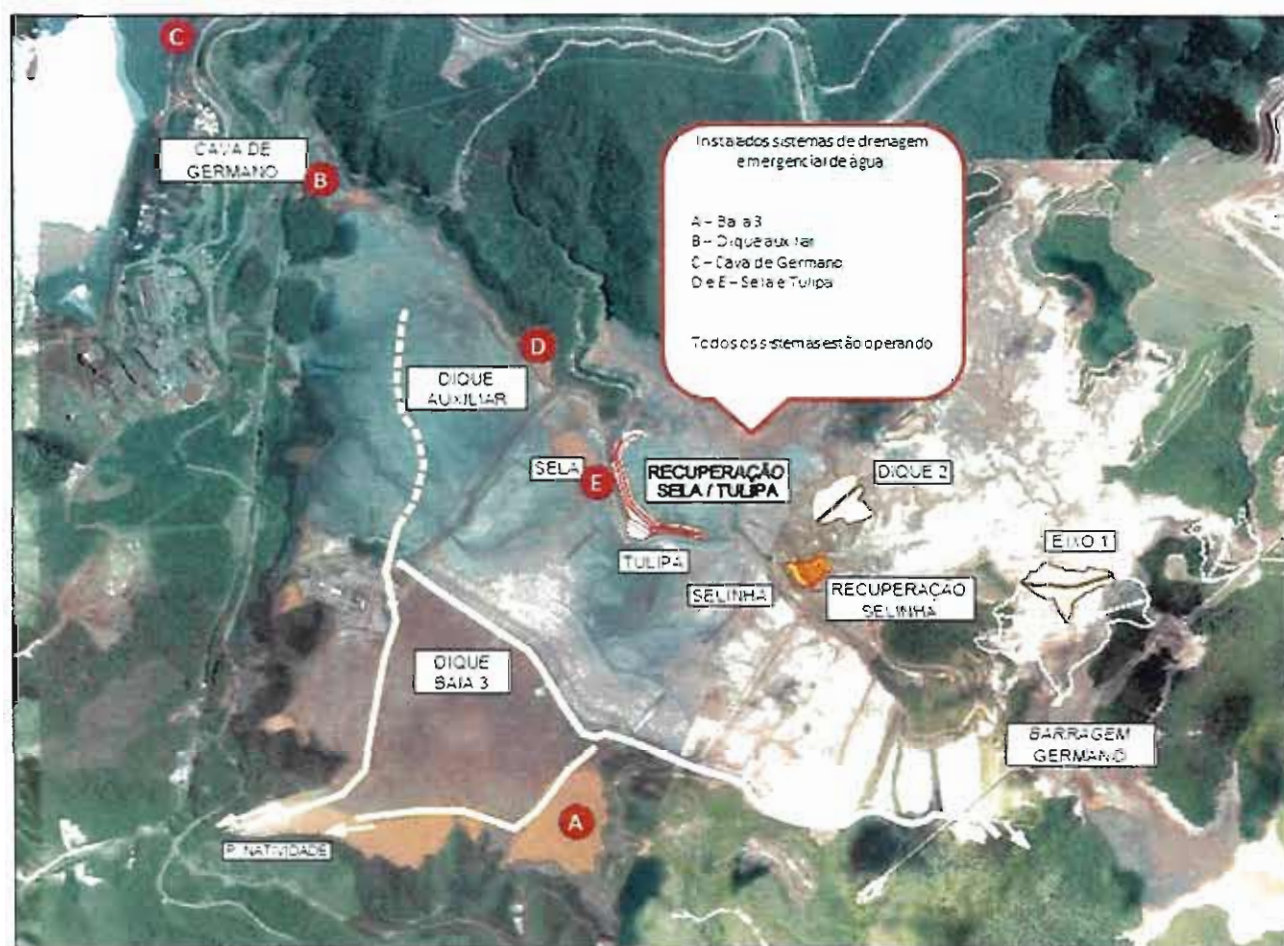 C
CAVA DE
GERMANO
B
Instalados sistemas de drenagem
emergencial de água
A – Baia 3
B – Dique auxiliar
C – Cava de Germano
D e E – Sela e Tulipa
Todos os sistemas estão operando
D
DIQUE
AUXILIAR
SELA
E
RECUPERAÇÃO
SELA / TULIPA
DIQUE 2
TULIPA
EIXO 1
SELINHA
RECUPERAÇÃO
SELINHA
DIQUE
BAIA 3
BARRAGEM
GERMANO
A
P. NATIVIDADE